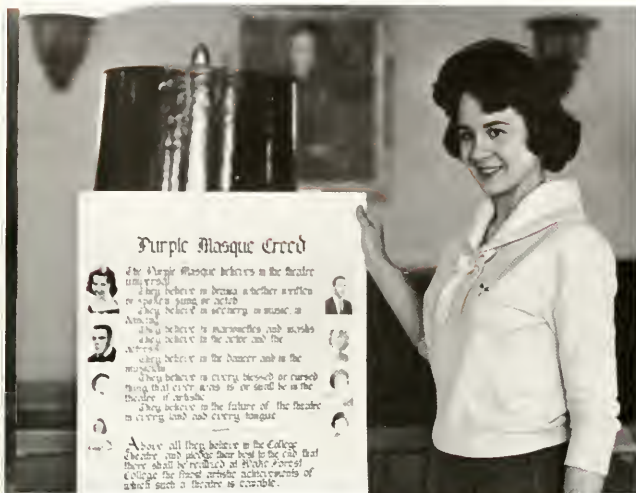 Purple Masque Creed
The Purple Masque believes in the theatre
universal
They believe in drama whether written
or spoken sung or acted
They believe in scenery in music, in
dancing
They believe in marionettes and masks
They believe in the actor and the
actress
They believe in the dancer and in the
musician
They believe in every blessed or cursed
thing that ever was is or shall be in the
theatre if artistic
They believe in the future of the theatre
in every land and every tongue
Above all they believe in the College
Theatre and pledge their best to the end that
there shall be realized at Wake Forest
College the finest artistic achievements of
which such a theatre is capable.